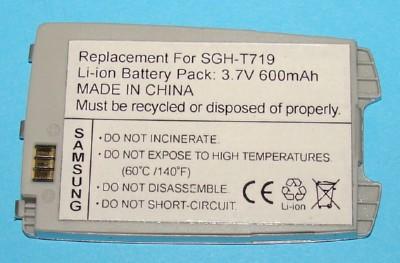 Replacement For SGH-T719
Li-ion Battery Pack: 3.7V 600mAh
MADE IN CHINA
Must be recycled or disposed of properly.
SAMSUNG
•DO NOT INCINERATE.
•DO NOT EXPOSE TO HIGH TEMPERATURE.
(60°C /140°F)
•DO NOT DISASSEMBLE.
•DO NOT SHORT-CIRCUIT.
CE
Li-ion